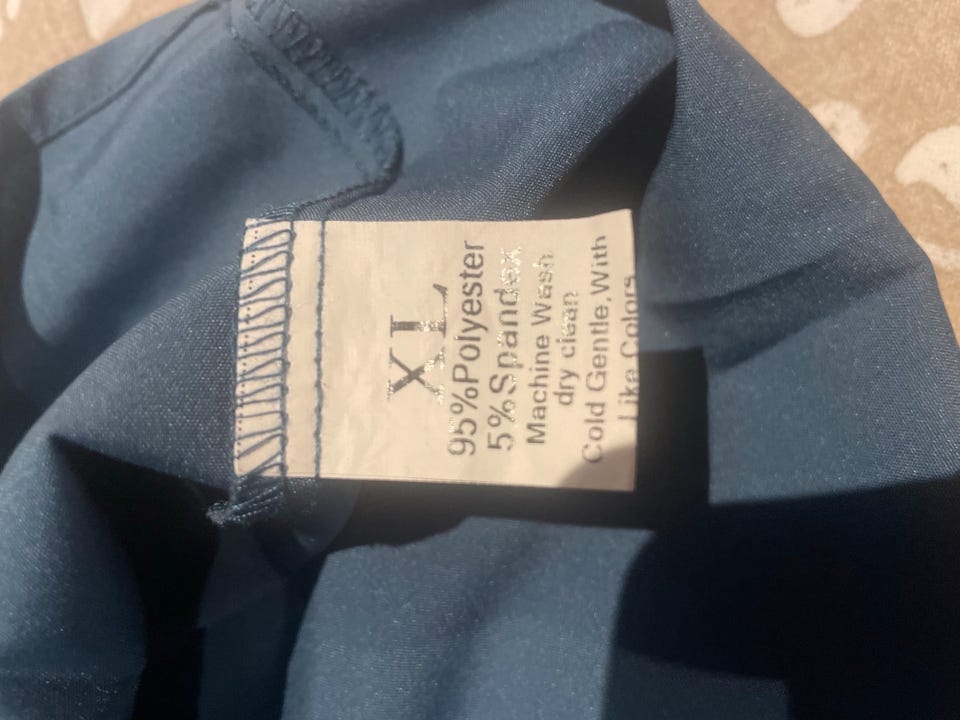 XL
95%Polyester
5%Spandex
Machine Wash
dry clean
Cold Gentle,With
Like Colors